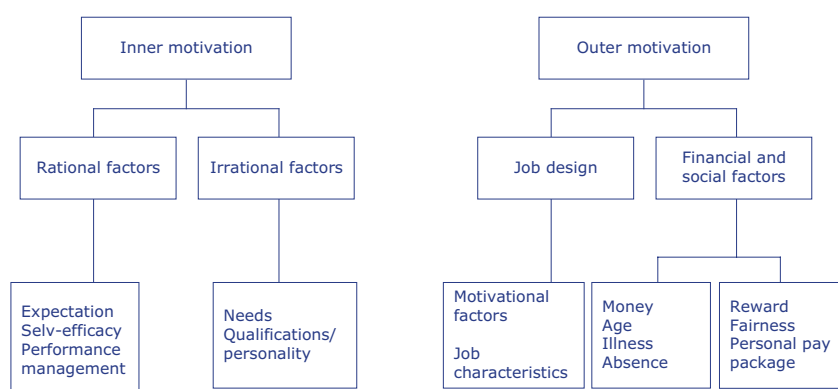 Inner motivation
Outer motivation
Rational factors
Irrational factors
Job design
Financial and
social factors
Expectation
Selv-efficacy
Performance
management
Needs
Qualifications/
personality
Motivational
factors
Job
characteristics
Money
Age
Illness
Absence
Reward
Fairness
Personal pay
package